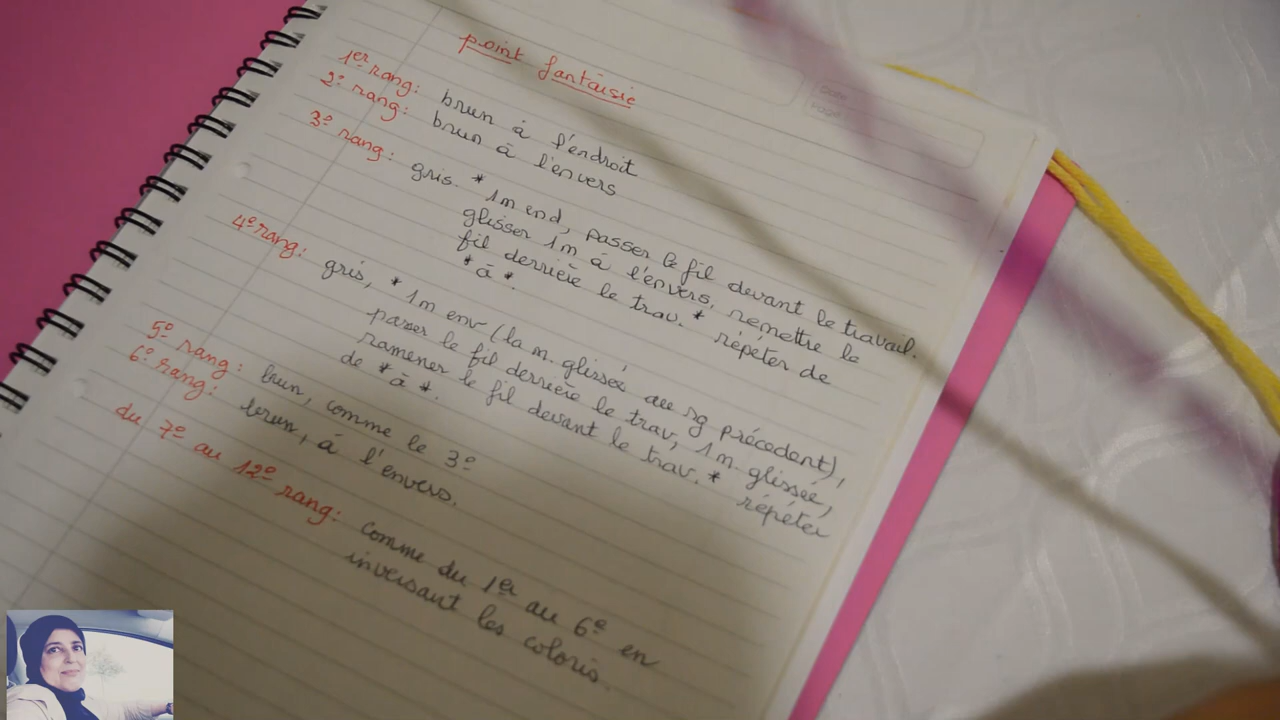 point fantaisie
1er rang: brun à l'endroit
2e rang: brun à l'envers
3e rang: gris. * 1m end, passer le fil devant le travail.
glisser 1m à l'envers, remettre le
fil derrière le trav. * répéter de
* à *.
4e rang: gris, * 1m env (la m. glissée au rg précedent),
passer le fil derrière le trav, 1m glissée,
ramener le fil devant le trav. * répéter
de * à *.
5e rang: brun, comme le 3e
6e rang: brun, à l'envers.
du 7e au 12e rang: comme du 1er au 6e en
inversant les coloris.